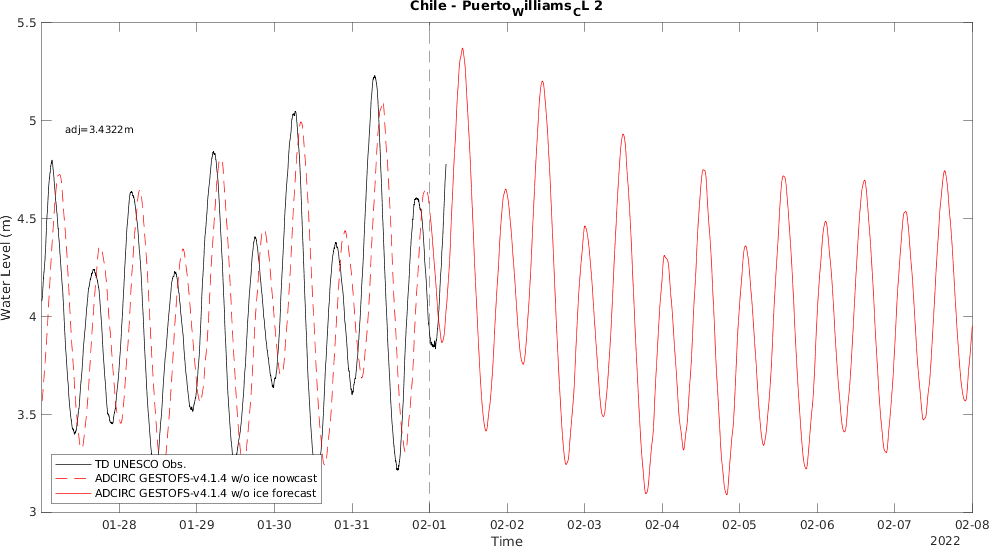 Chile - PuertoWilliamsCL 2
5.5
5
4.5
4
3.5
3
Water Level (m)
adj=3.4322m
TD UNESCO Obs.
ADCIRC GESTOFS-v4.1.4 w/o ice nowcast
ADCIRC GESTOFS-v4.1.4 w/o ice forecast
01-28 01-29 01-30 01-31 02-01 02-02 02-03 02-04 02-05 02-06 02-07 02-08
Time
2022